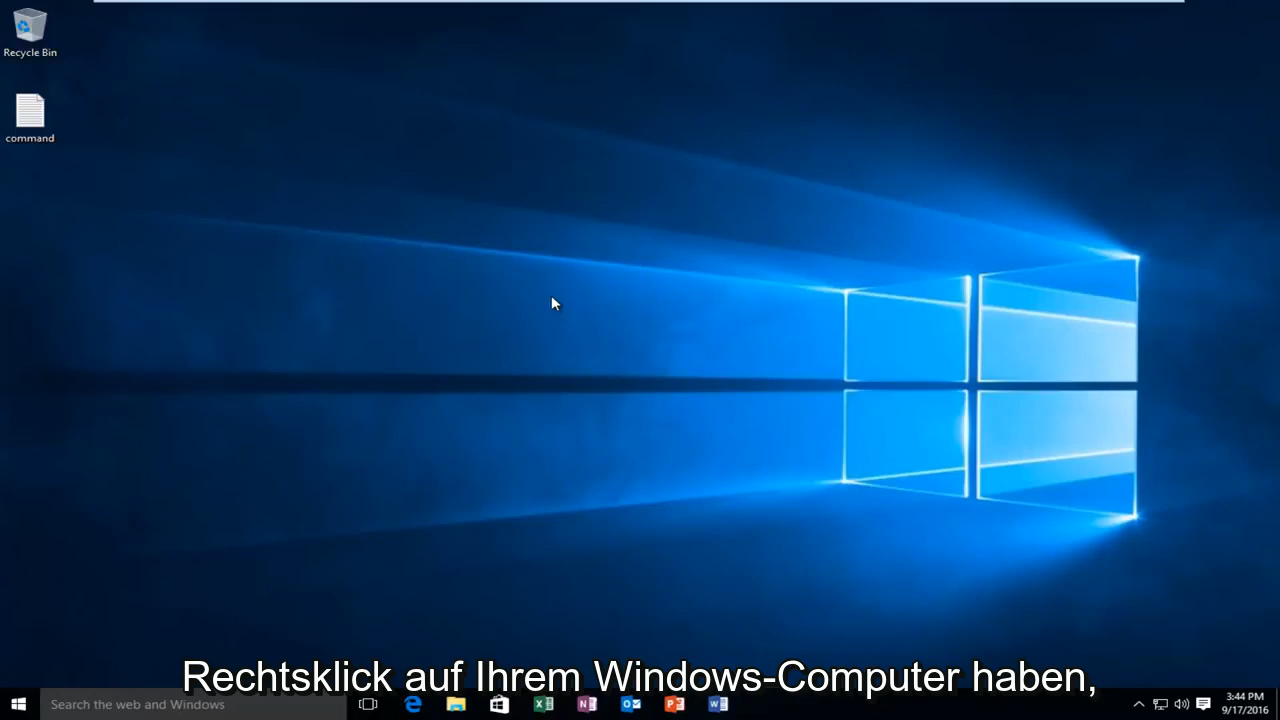 Recycle Bin
command
Rechtsklick auf Ihrem Windows-Computer haben,
Search the web and Windows
3:44 PM
9/17/2016